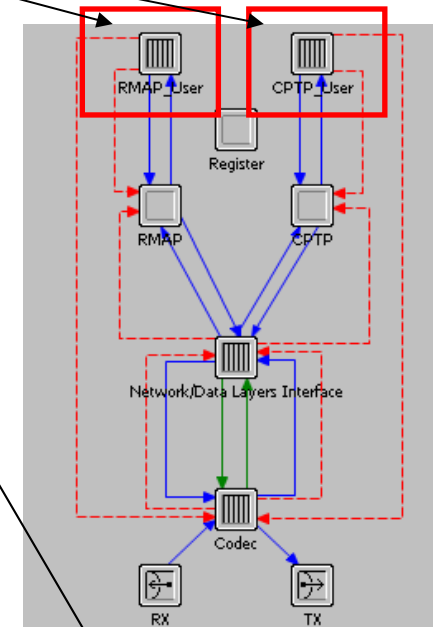 RMAP_User
CPTP_User
Register
RMAP
CPTP
Network/Data Layers Interface
Codec
RX
TX